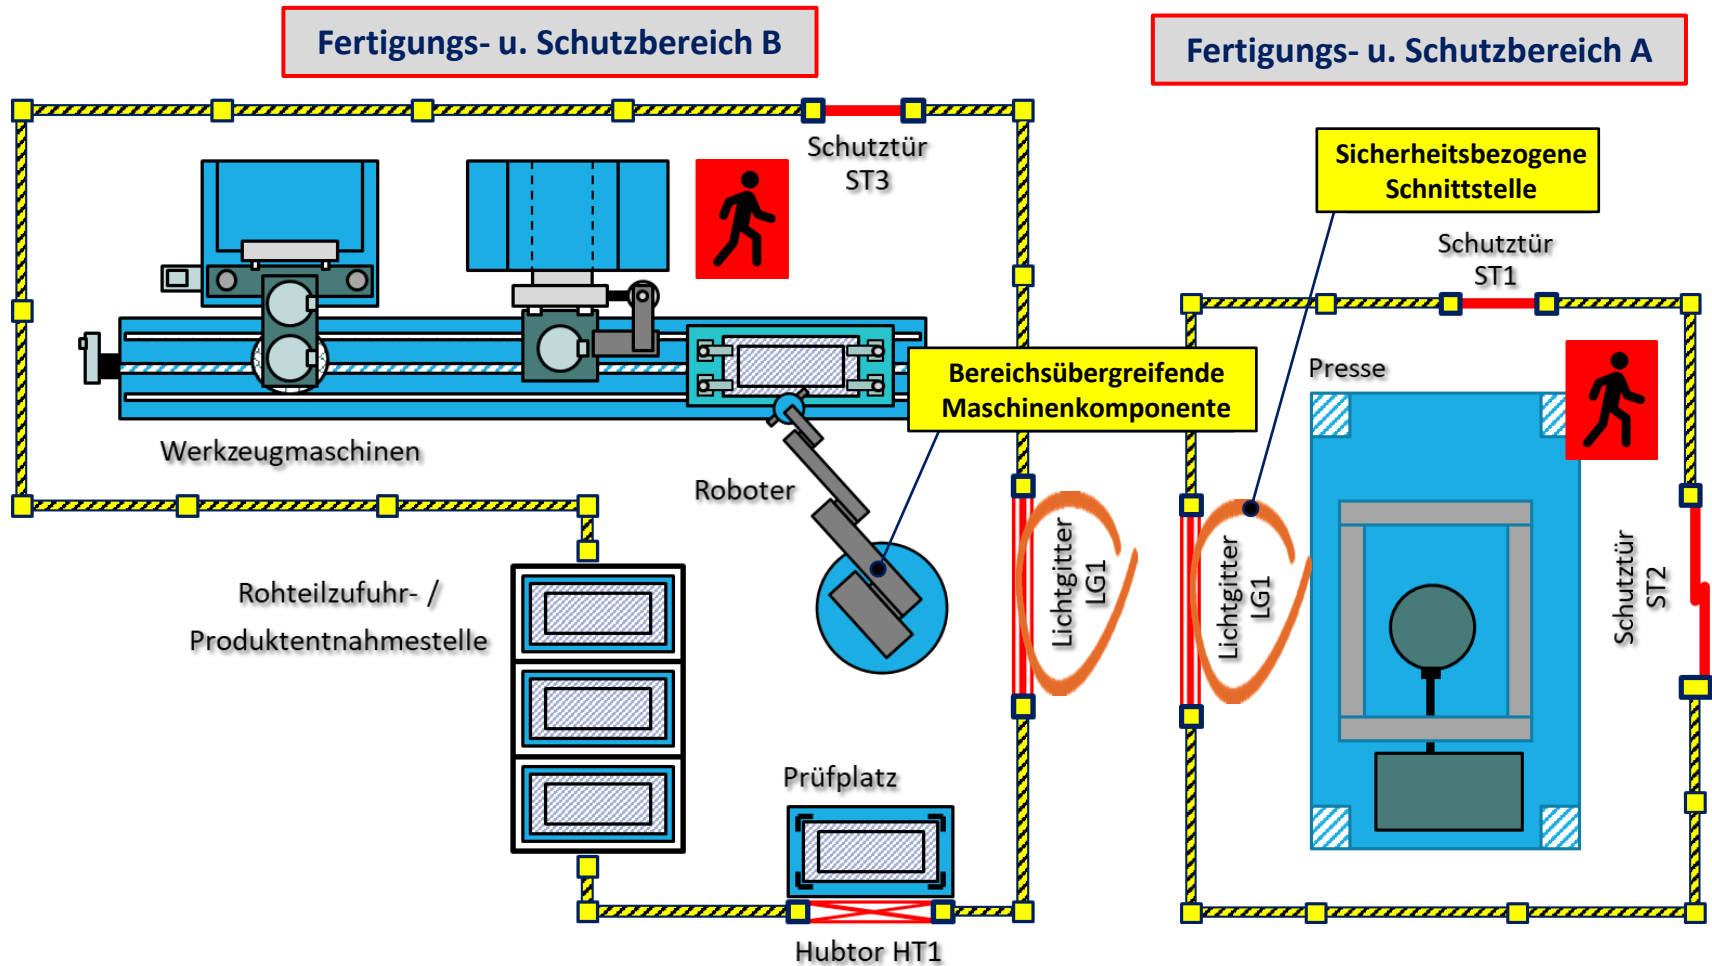 Fertigungs- u. Schutzbereich B
Fertigungs- u. Schutzbereich A
Schutztür
ST3
Sicherheitsbezogene
Schnittstelle
Schutztür
ST1
Presse
Bereichsübergreifende
Maschinenkomponente
Werkzeugmaschinen
Roboter
Lichtgitter
LG1
Lichtgitter
LG1
Schutztür
ST2
Rohteilzufuhr- /
Produktentnahmestelle
Prüfplatz
Hubtor HT1